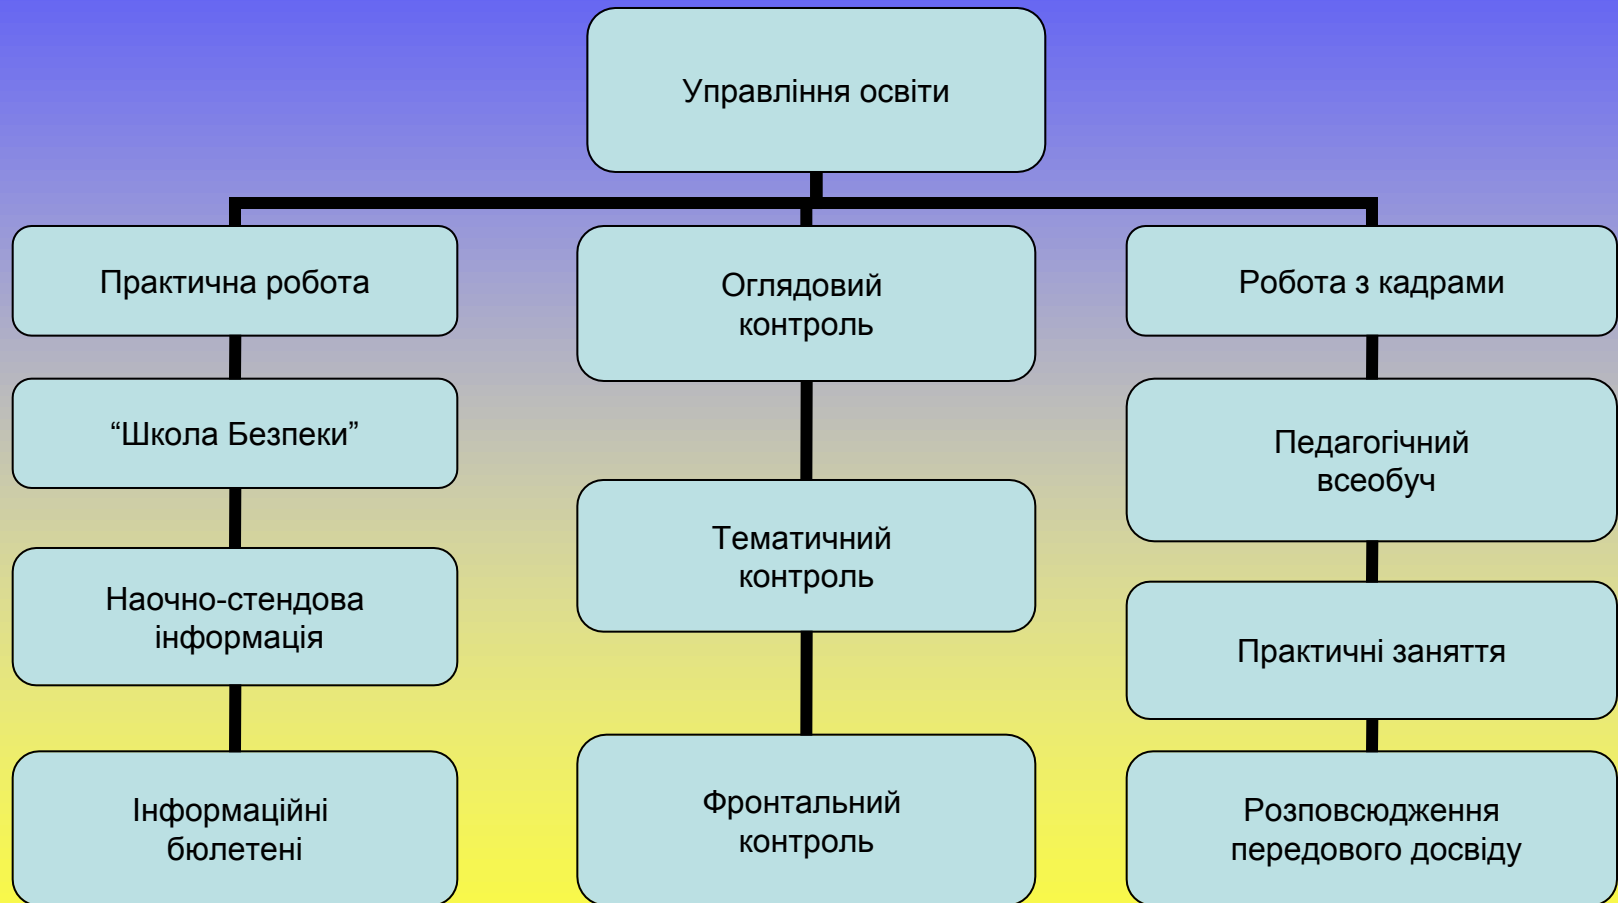 Управління освіти
Практична робота
Оглядовий
контроль
Робота з кадрами
“Школа Безпеки”
Педагогічний
всеобуч
Тематичний
контроль
Наочно-стендова
інформація
Практичні заняття
Інформаційні
бюлетені
Фронтальний
контроль
Розповсюдження
передового досвіду